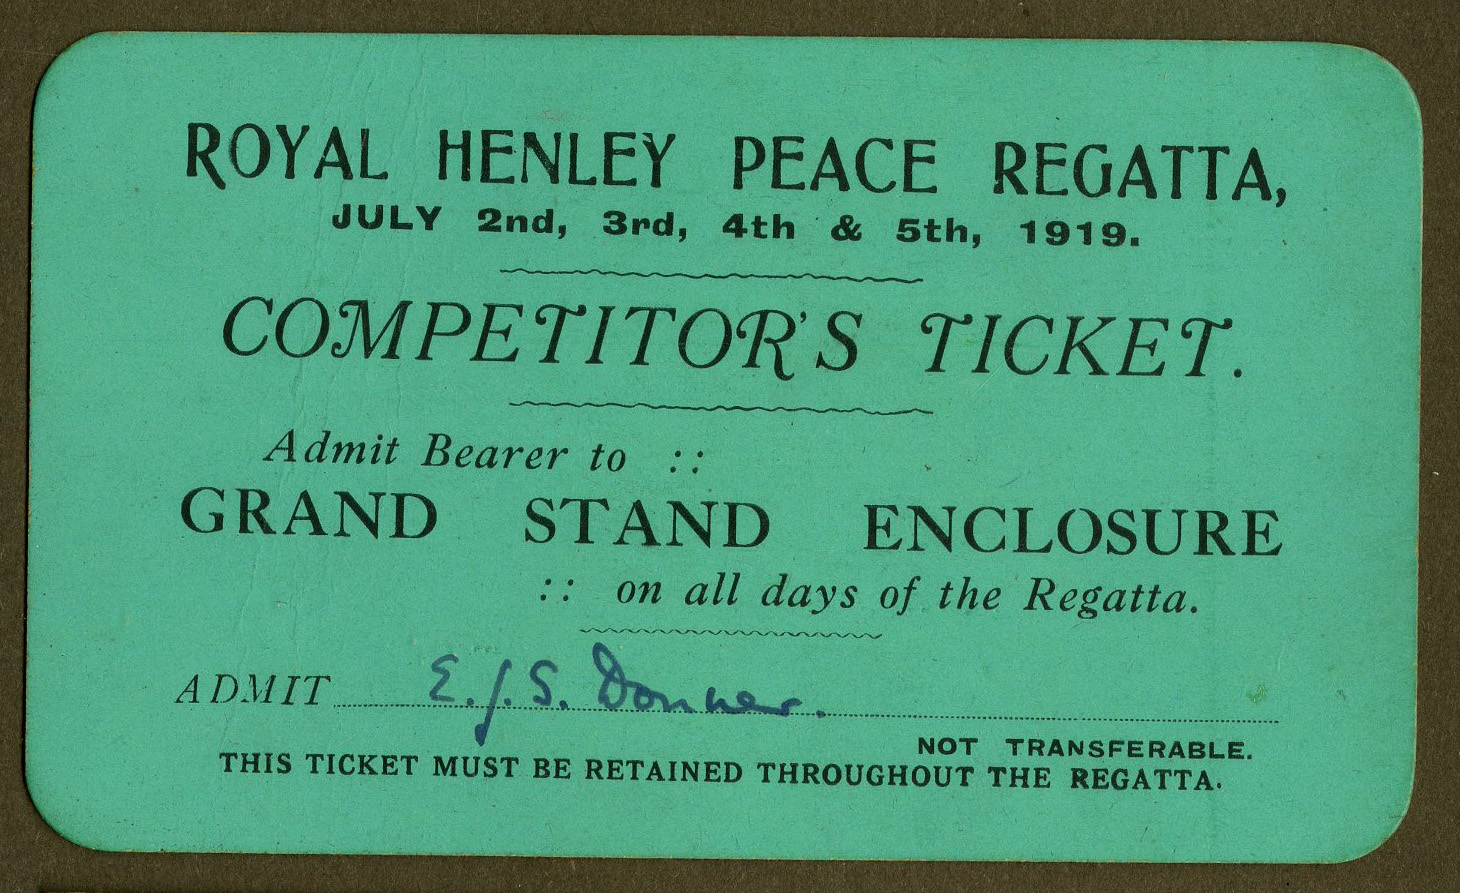 ROYAL HENLEY PEACE REGATTA,
JULY 2nd, 3rd, 4th & 5th, 1919.
COMPETITOR'S TICKET.
Admit Bearer to ::
GRAND STAND ENCLOSURE
:: on all days of the Regatta.
ADMIT E.J.S. Donner.
NOT TRANSFERABLE.
THIS TICKET MUST BE RETAINED THROUGHOUT THE REGATTA.